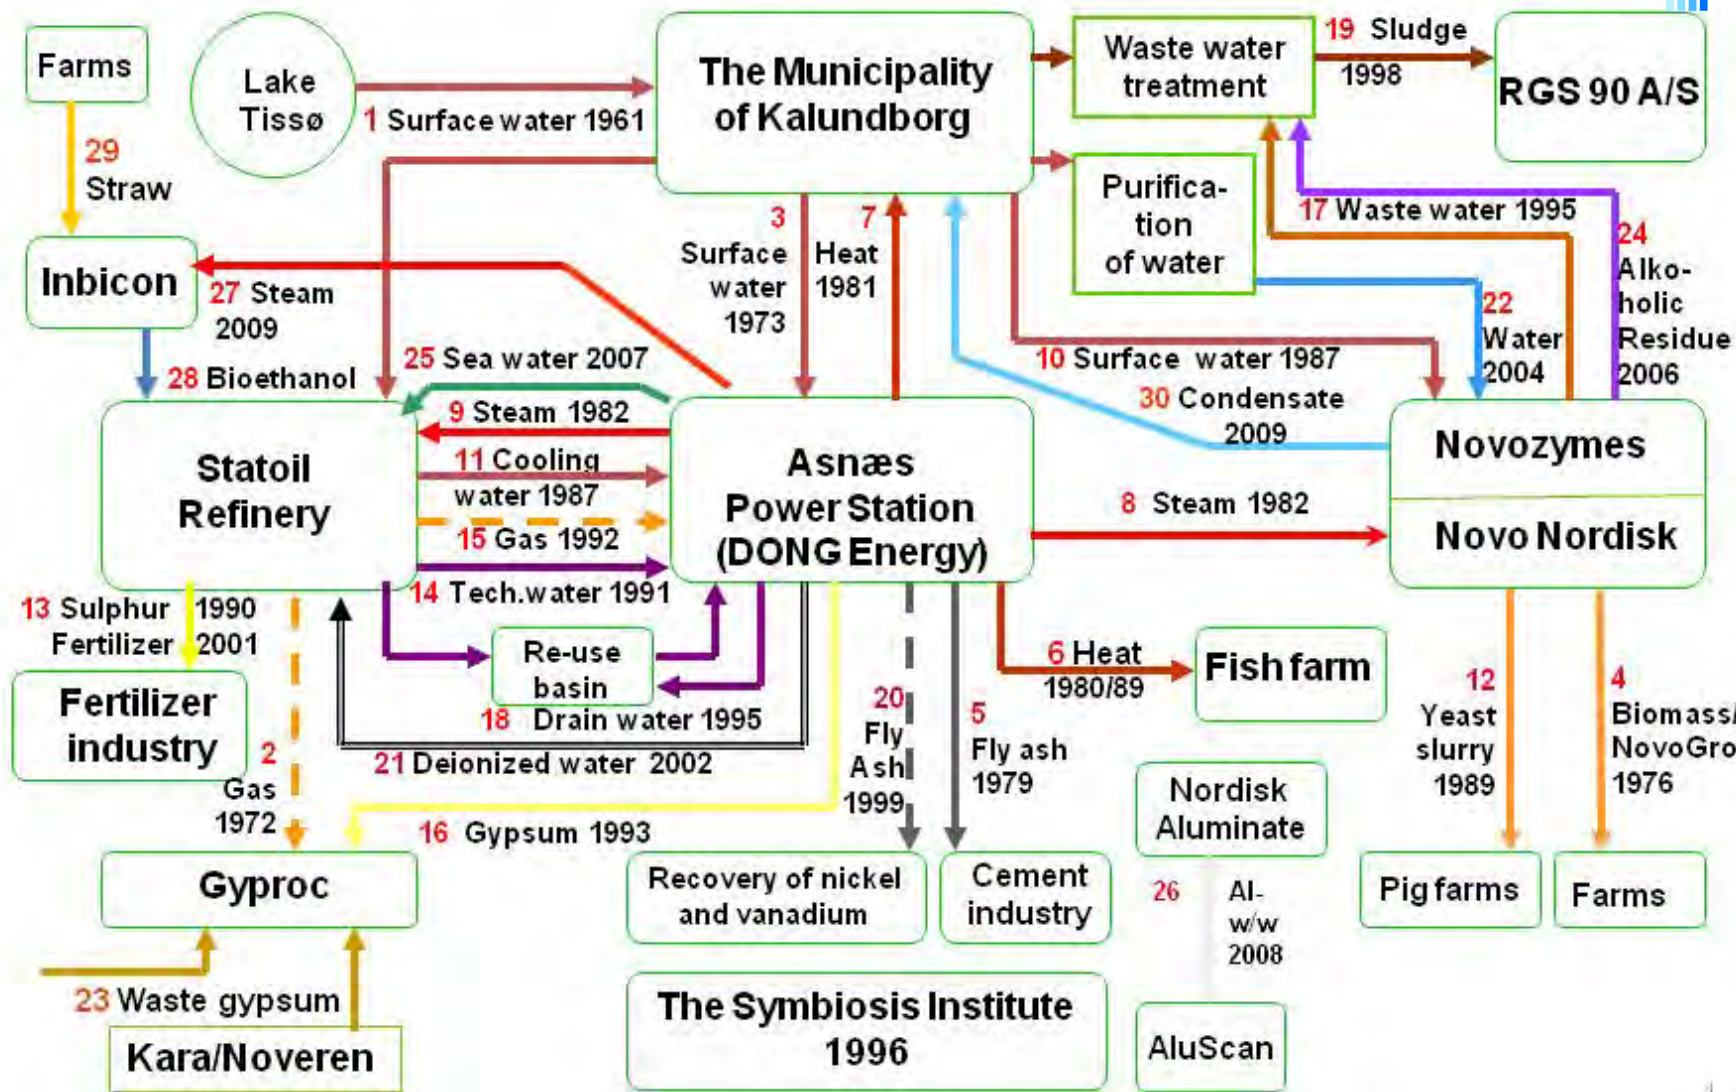 Farms
Lake
Tissø
The Municipality
of Kalundborg
Waste water
treatment
19 Sludge
1998
RGS 90 A/S
1 Surface water 1961
29
Straw
Purifica-
tion
of water
17 Waste water 1995
24
Alko-
holic
Residue
2006
3
Surface
water
1973
7
Heat
1981
Inbicon
27 Steam
2009
22
Water
2004
10 Surface water 1987
25 Sea water 2007
28 Bioethanol
30 Condensate
2009
9 Steam 1982
Statoil
Refinery
11 Cooling
water 1987
15 Gas 1992
14 Tech.water 1991
Asnæs
Power Station
(DONG Energy)
8 Steam 1982
Novozymes
Novo Nordisk
13 Sulphur 1990
Fertilizer 2001
Re-use
basin
18 Drain water 1995
21 Deionized water 2002
6 Heat
1980/89
Fish farm
Fertilizer
industry
2
Gas
1972
20
Fly
Ash
1999
5
Fly ash
1979
12
Yeast
slurry
1989
4
Biomass/
NovoGro
1976
16 Gypsum 1993
Nordisk
Aluminate
Gyproc
Recovery of nickel
and vanadium
Cement
industry
26
Al-
w/w
2008
Pig farms
Farms
23 Waste gypsum
Kara/Noveren
The Symbiosis Institute
1996
AluScan